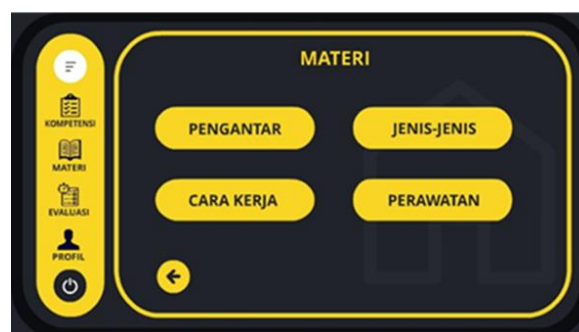 MATERI
PENGANTAR
JENIS-JENIS
CARA KERJA
PERAWATAN
KOMPETENSI
MATERI
EVALUASI
PROFIL